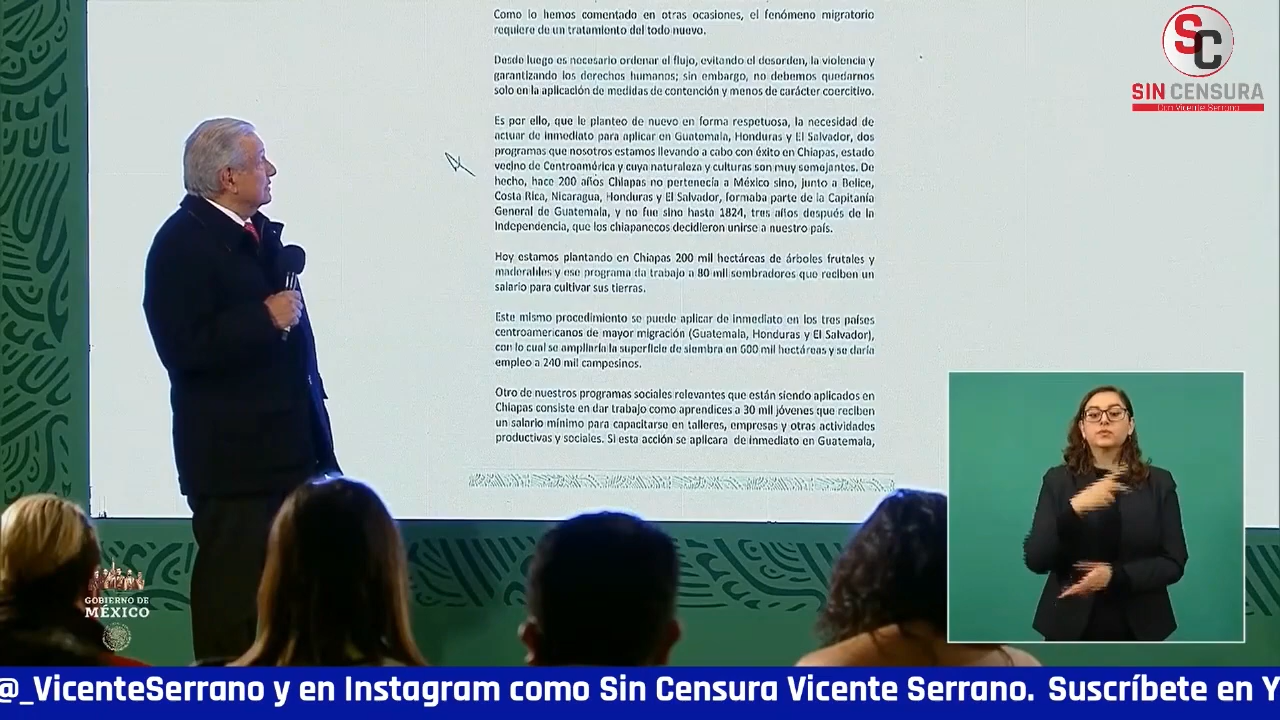 Como lo hemos comentado en otras ocasiones, el fenómeno migratorio
requiere de un tratamiento del todo nuevo.
Desde luego es necesario ordenar el flujo, evitando el desorden, la violencia y
garantizando los derechos humanos; sin embargo, no debemos quedarnos
solo en la aplicación de medidas de contención y menos de carácter coercitivo.
Es por ello, que le planteo de nuevo en forma respetuosa, la necesidad de
actuar de inmediato para aplicar en Guatemala, Honduras y El Salvador, dos
programas que nosotros estamos llevando a cabo con éxito en Chiapas, estado
vecino de Centroamérica y cuya naturaleza y culturas son muy semejantes. De
hecho, hace 200 años Chiapas no pertenecía a México sino, junto a Belice,
Costa Rica, Nicaragua, Honduras y El Salvador, formaba parte de la Capitanía
General de Guatemala, y no fue sino hasta 1824, tres años después de la
Independencia, que los chiapanecos decidieron unirse a nuestro país.
Hoy estamos plantando en Chiapas 200 mil hectáreas de árboles frutales y
maderables y ese programa da trabajo a 80 mil sembradores que reciben un
salario para cultivar sus tierras.
Este mismo procedimiento se puede aplicar de inmediato en los tres países
centroamericanos de mayor migración (Guatemala, Honduras y El Salvador),
con lo cual se ampliaría la superficie de siembra en 600 mil hectáreas y se daría
empleo a 240 mil campesinos.
Otro de nuestros programas sociales relevantes que están siendo aplicados en
Chiapas consiste en dar trabajo como aprendices a 30 mil jóvenes que reciben
un salario mínimo para capacitarse en talleres, empresas y otras actividades
productivas y sociales. Si esta acción se aplicara de inmediato en Guatemala,
SC
SIN CENSURA
Con Vicente Serrano
GOBIERNO DE
MÉXICO
@_VicenteSerrano y en Instagram como Sin Censura Vicente Serrano. Suscríbete en Y